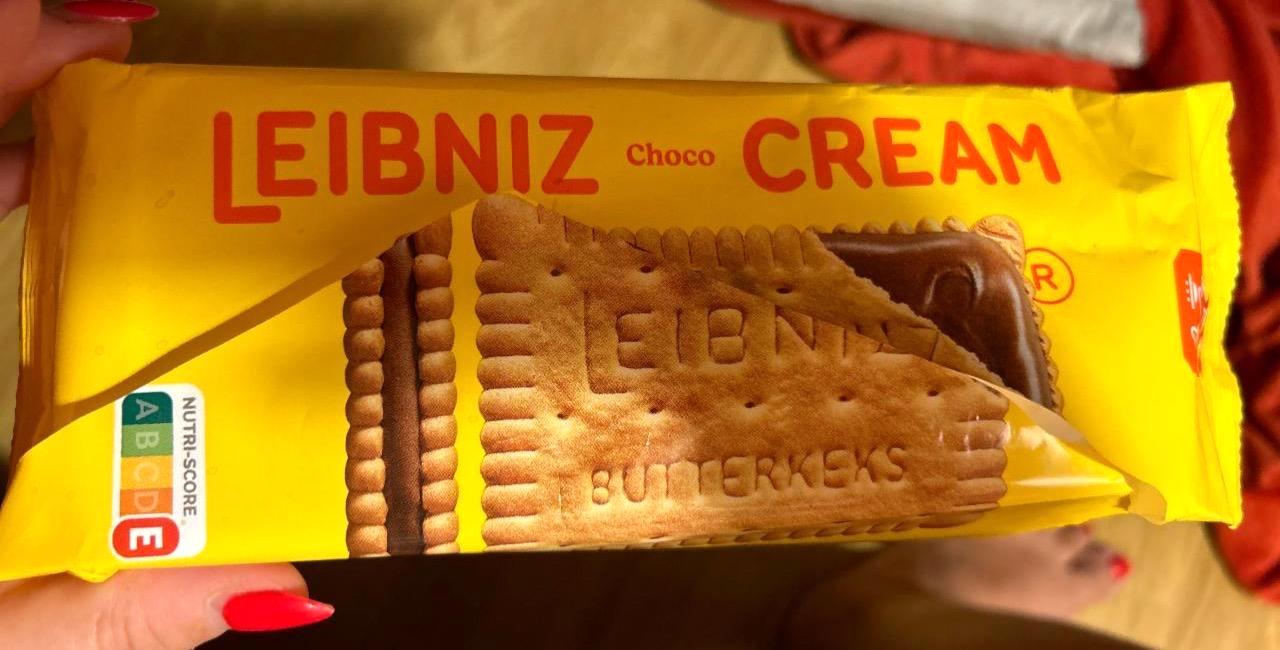 LEIBNIZ Choco CREAM
R
LEIBNIZ
BUTTERKEKS
NUTRI-SCORE
A B C D E